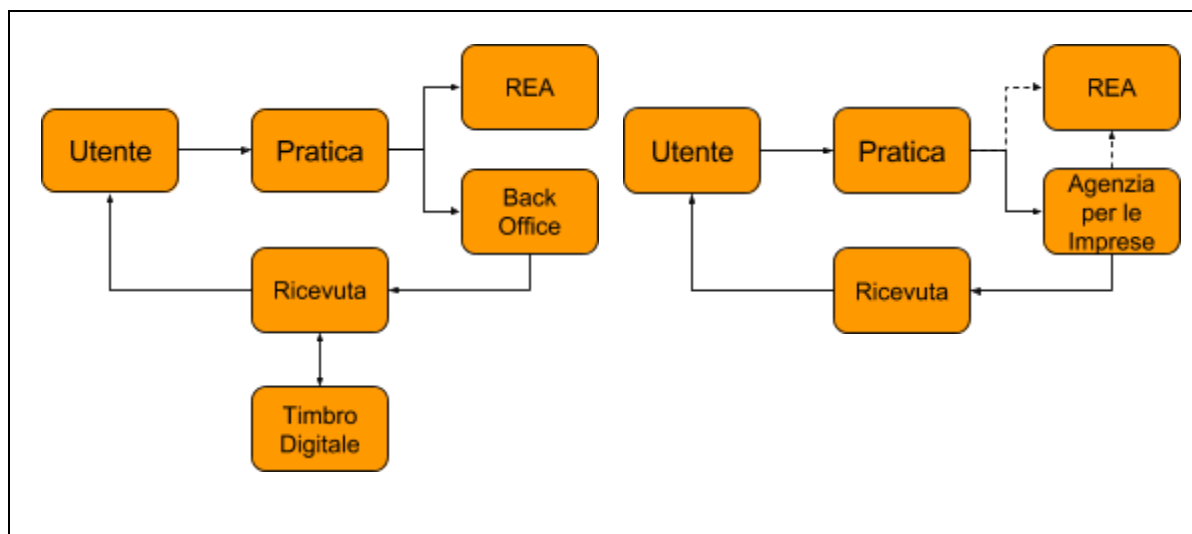 REA
Utente
Pratica
Back
Office
Ricevuta
Timbro
Digitale
REA
Utente
Pratica
Agenzia
per le
Imprese
Ricevuta